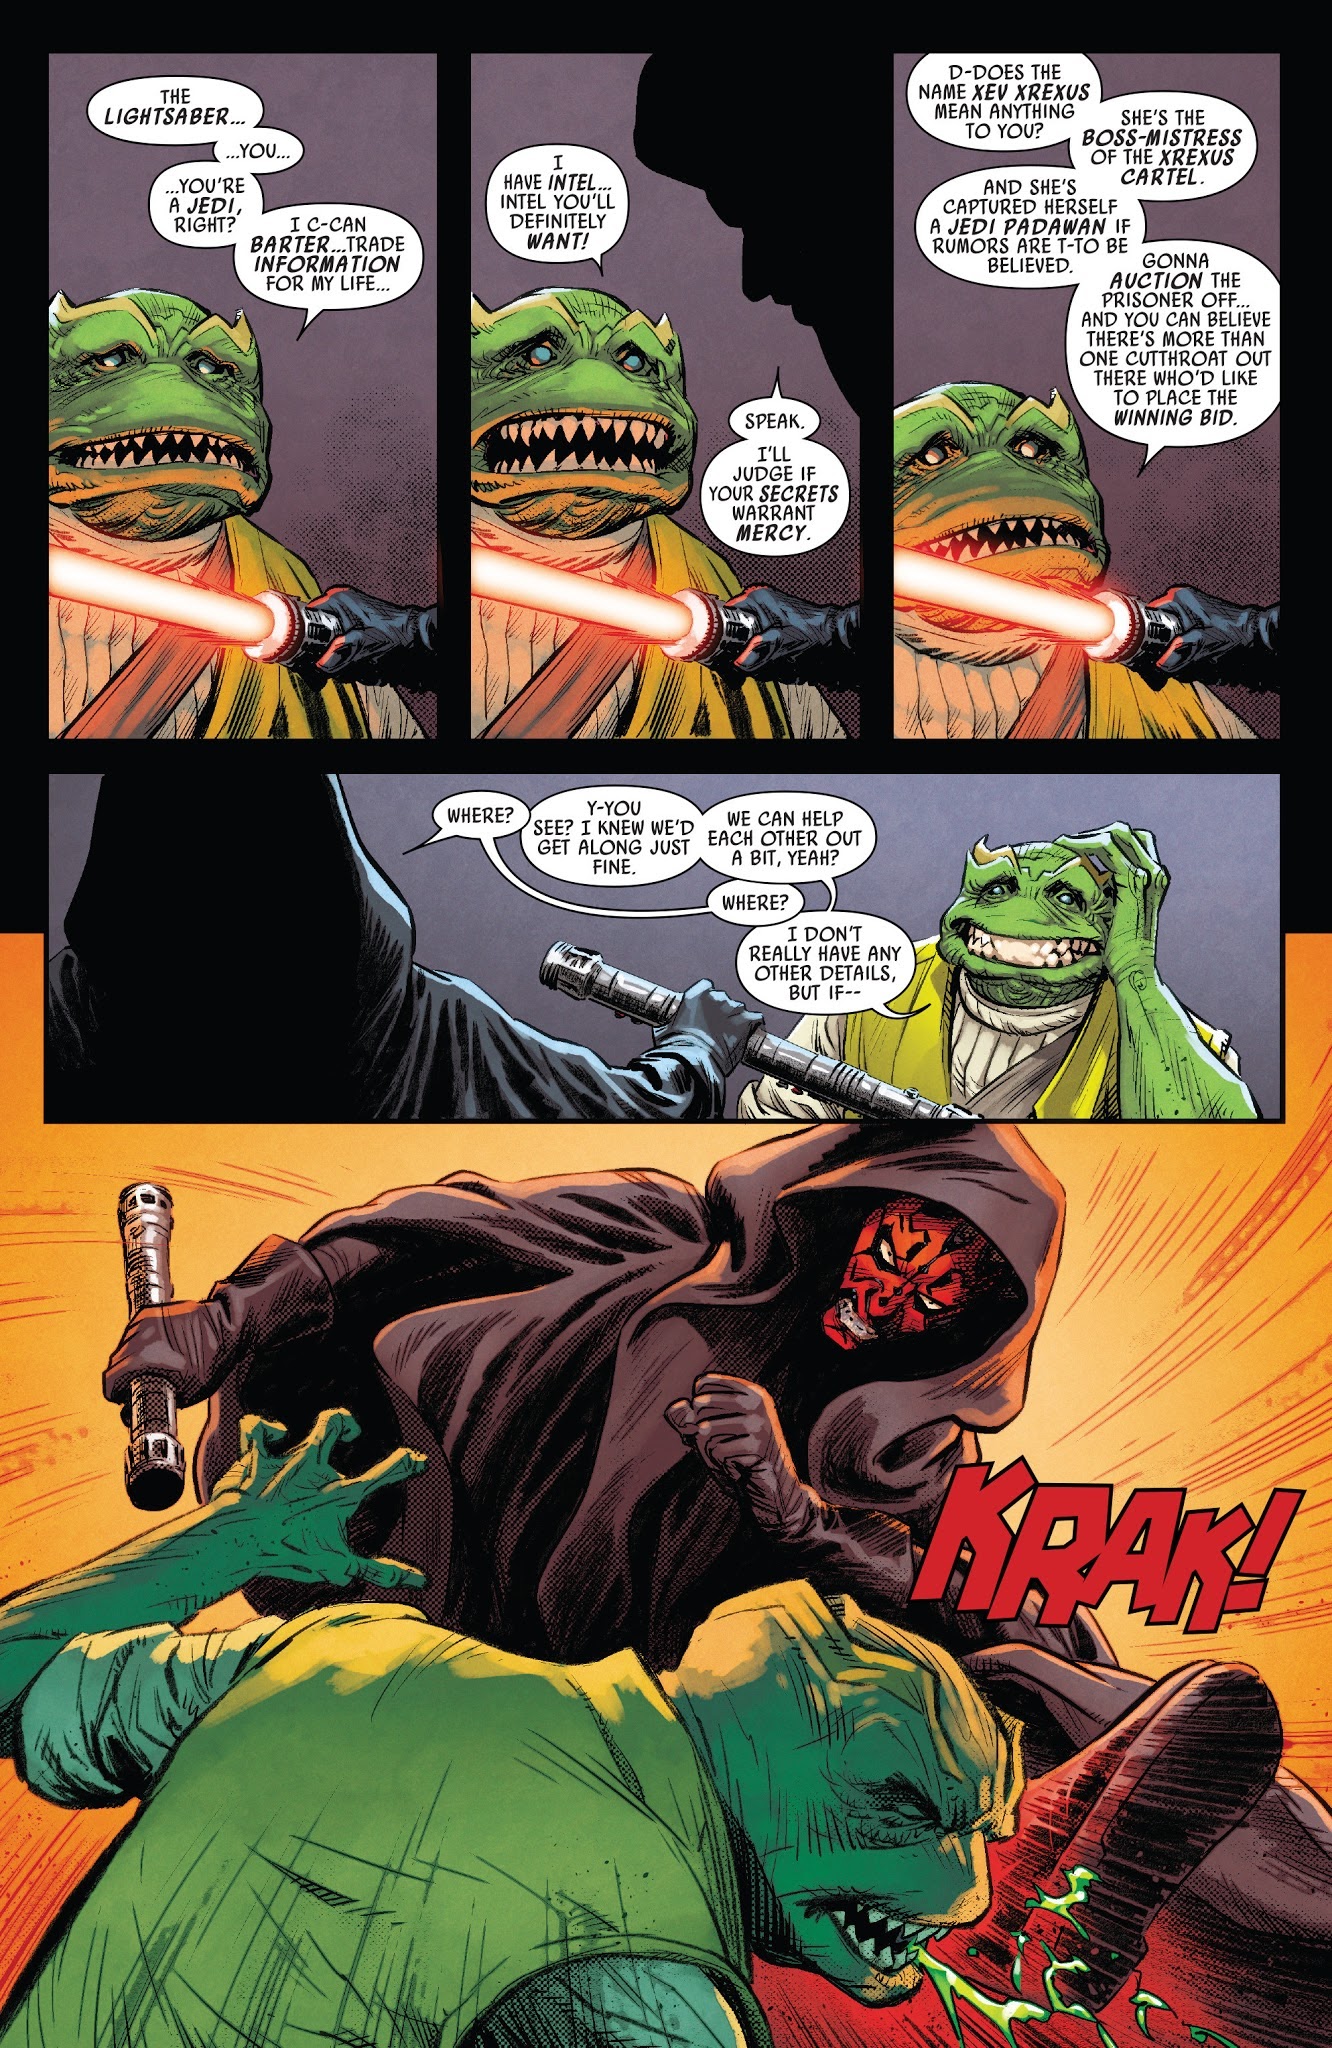 THE
LIGHTSABER...
...YOU...
...YOU'RE
A JEDI,
RIGHT?
I C-CAN
BARTER...TRADE
INFORMATION
FOR MY LIFE...
I
HAVE INTEL...
INTEL YOU'LL
DEFINITELY
WANT!
SPEAK.
I'LL
JUDGE IF
YOUR SECRETS
WARRANT
MERCY.
D-DOES THE
NAME XEV XREXUS
MEAN ANYTHING
TO YOU?
SHE'S THE
BOSS-MISTRESS
OF THE XREXUS
CARTEL.
AND SHE'S
CAPTURED HERSELF
A JEDI PADAWAN IF
RUMORS ARE T-TO BE
BELIEVED.
GONNA
AUCTION THE
PRISONER OFF...
AND YOU CAN BELIEVE
THERE'S MORE THAN
ONE CUTTHROAT OUT
THERE WHO'D LIKE
TO PLACE THE
WINNING BID.
WHERE?
Y-YOU
SEE? I KNEW WE'D
GET ALONG JUST
FINE.
WE CAN HELP
EACH OTHER OUT
A BIT, YEAH?
WHERE?
I DON'T
REALLY HAVE ANY
OTHER DETAILS,
BUT IF--
KRAK!